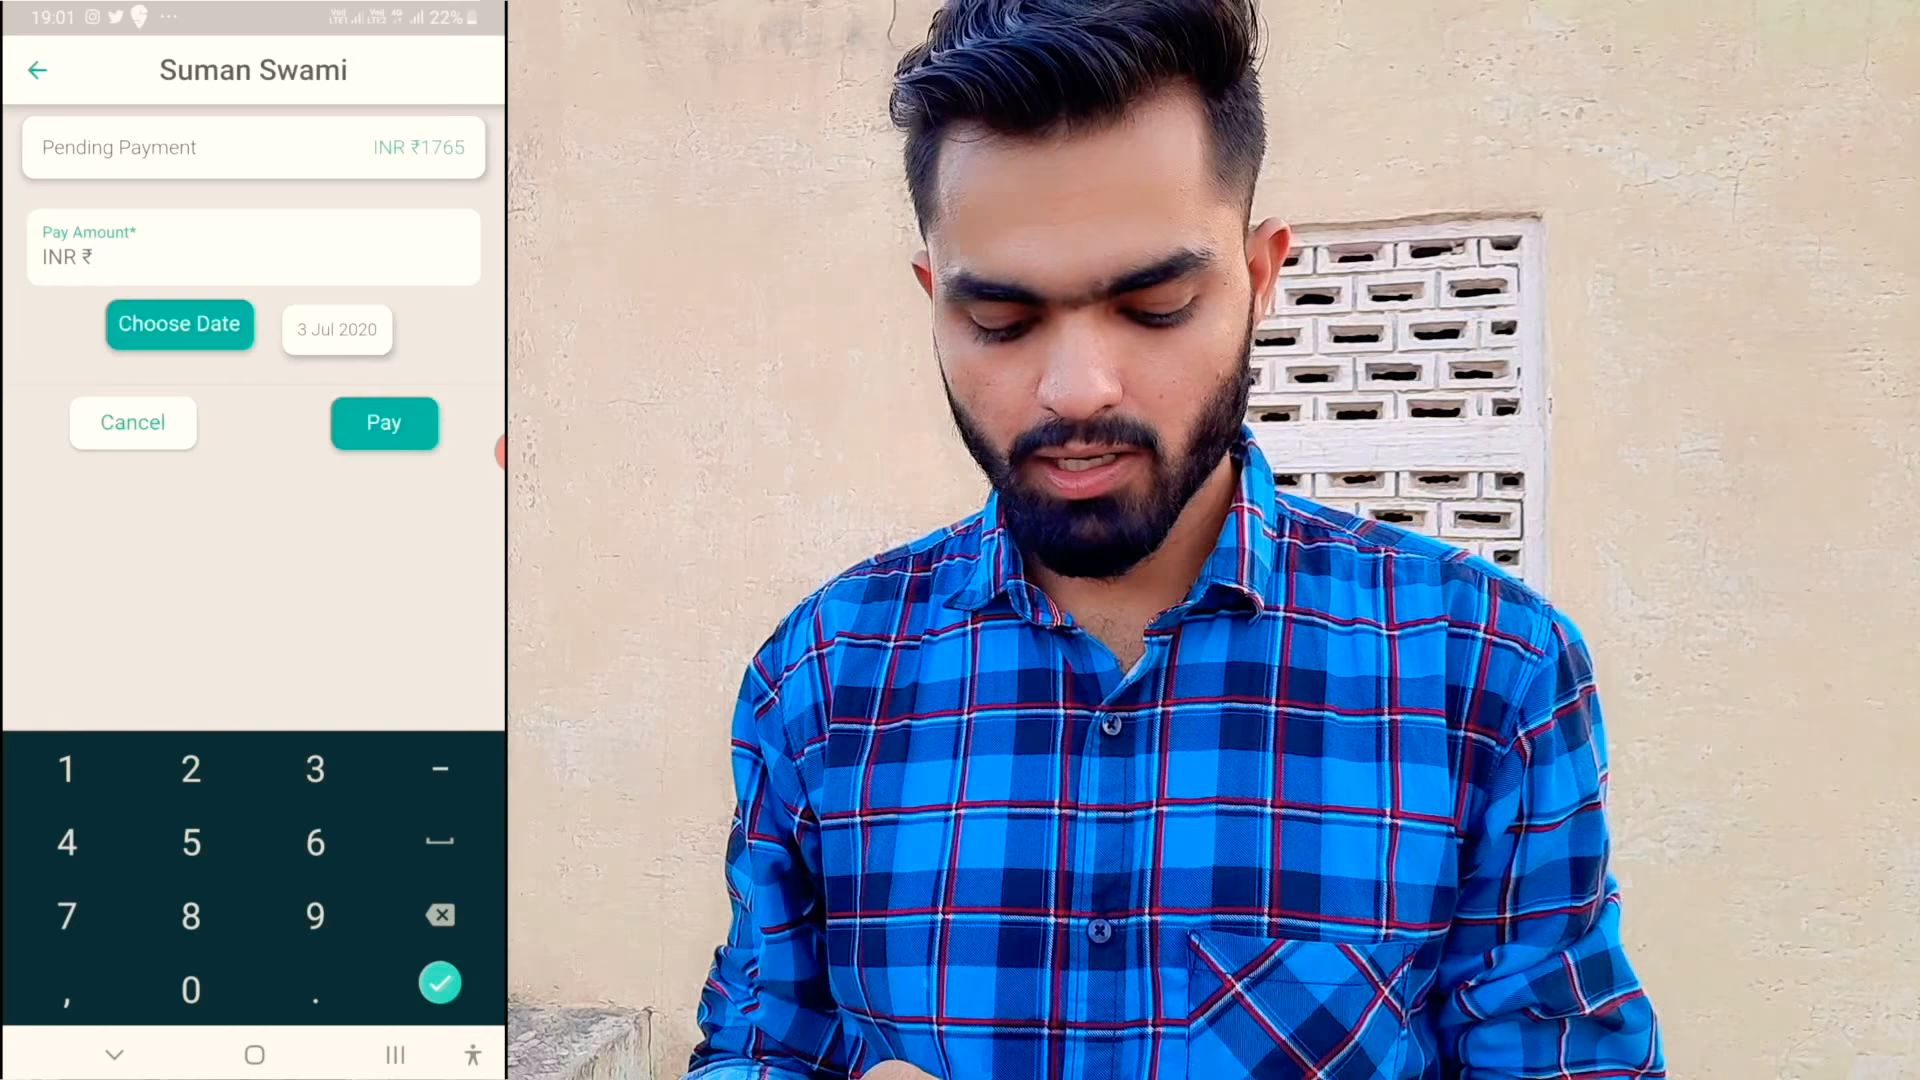 19:01 ... 22%
Suman Swami
Pending Payment INR ₹1765
Pay Amount*
INR ₹
Choose Date 3 Jul 2020
Cancel Pay
1 2 3 -
4 5 6
7 8 9
, 0 .